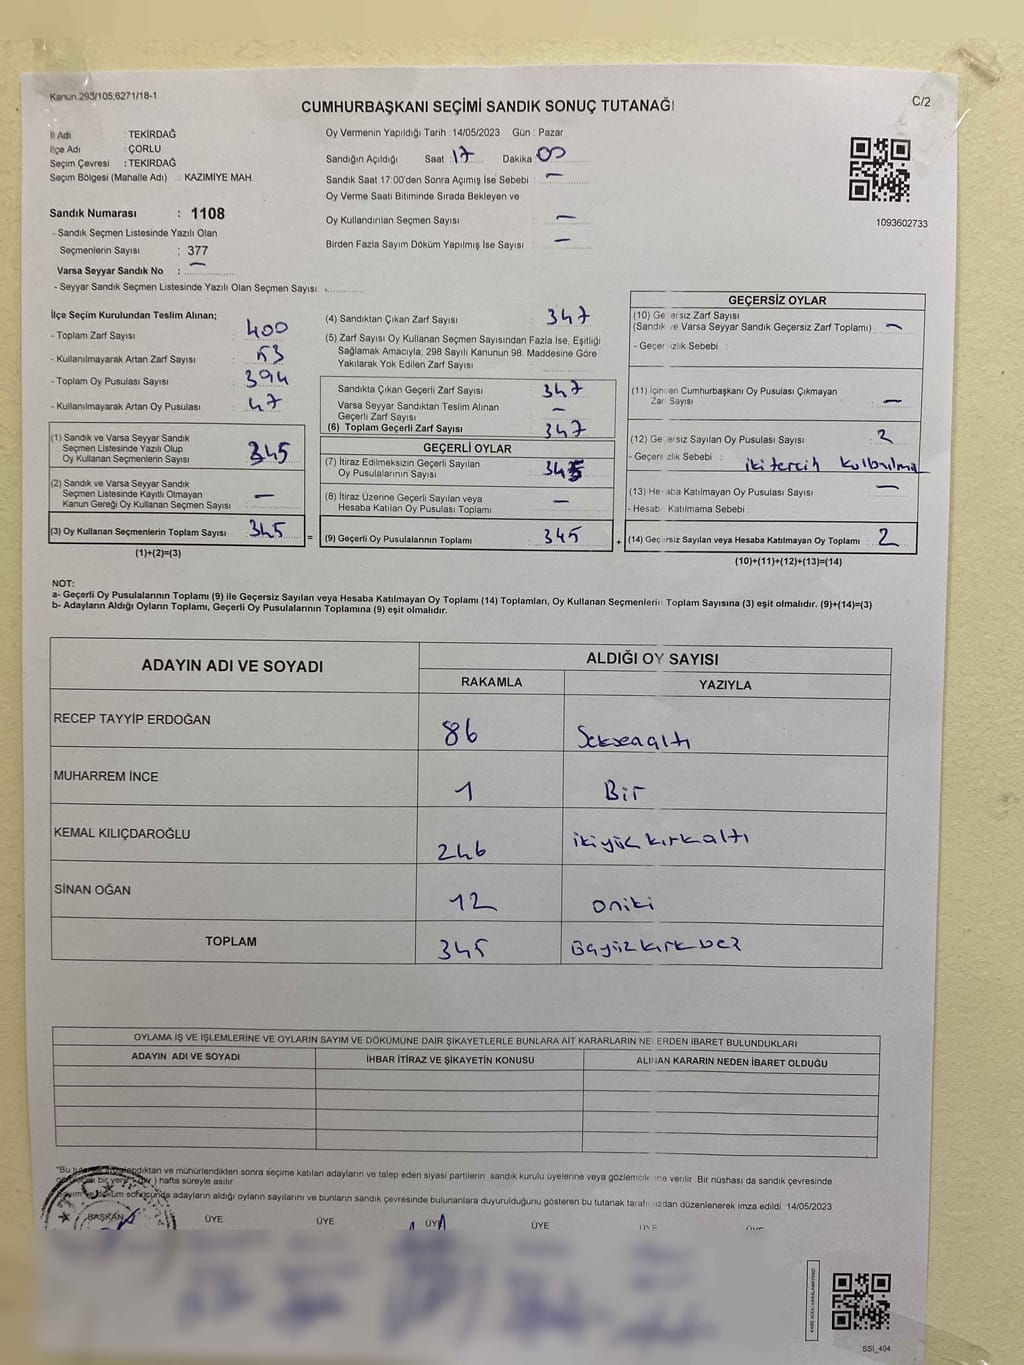 Kanun 293/105,6271/18-1
CUMHURBAŞKANI SEÇİMİ SANDIK SONUÇ TUTANAĞI
C/2
İl Adı : TEKİRDAĞ
İlçe Adı : ÇORLU
Seçim Çevresi : TEKİRDAĞ
Seçim Bölgesi (Mahalle Adı) : KAZIMİYE MAH.
Sandık Numarası : 1108
- Sandık Seçmen Listesinde Yazılı Olan
Seçmenlerin Sayısı : 377
Varsa Seyyar Sandık No : —
- Seyyar Sandık Seçmen Listesinde Yazılı Olan Seçmen Sayısı:
Oy Vermenin Yapıldığı Tarih : 14/05/2023 Gün : Pazar
Sandığın Açıldığı Saat 17 Dakika 00
Sandık Saat 17:00'den Sonra Açımış İse Sebebi : —
Oy Verme Saati Bitiminde Sırada Bekleyen ve
Oy Kullandırılan Seçmen Sayısı : —
Birden Fazla Sayım Döküm Yapılmış İse Sayısı : —
1093602733
İlçe Seçim Kurulundan Teslim Alınan;
- Toplam Zarf Sayısı : 400
- Kullanılmayarak Artan Zarf Sayısı : 53
- Toplam Oy Pusulası Sayısı : 394
- Kullanılmayarak Artan Oy Pusulası : 47
(1) Sandık ve Varsa Seyyar Sandık
Seçmen Listesinde Yazılı Olup
Oy Kullanan Seçmenlerin Sayısı : 345
(2) Sandık ve Varsa Seyyar Sandık
Seçmen Listesinde Kayıtlı Olmayan
Kanun Gereği Oy Kullanan Seçmen Sayısı : —
(3) Oy Kullanan Seçmenlerin Toplam Sayısı : 345
(1)+(2)=(3)
=
(4) Sandıktan Çıkan Zarf Sayısı : 347
(5) Zarf Sayısı Oy Kullanan Seçmen Sayısından Fazla İse, Eşitliği
Sağlamak Amacıyla, 298 Sayılı Kanunun 98. Maddesine Göre
Yakılarak Yok Edilen Zarf Sayısı :
Sandıkta Çıkan Geçerli Zarf Sayısı : 347
Varsa Seyyar Sandıktan Teslim Alınan
Geçerli Zarf Sayısı : —
(6) Toplam Geçerli Zarf Sayısı : 347
GEÇERLİ OYLAR
(7) İtiraz Edilmeksizin Geçerli Sayılan
Oy Pusulalarının Sayısı : 345
(8) İtiraz Üzerine Geçerli Sayılan veya
Hesaba Katılan Oy Pusulası Toplamı : —
(9) Geçerli Oy Pusulalarının Toplamı : 345
+
GEÇERSİZ OYLAR
(10) Geçersiz Zarf Sayısı
(Sandık ve Varsa Seyyar Sandık Geçersiz Zarf Toplamı) : —
- Geçersizlik Sebebi :
(11) İçinden Cumhurbaşkanı Oy Pusulası Çıkmayan
Zarf Sayısı : —
(12) Geçersiz Sayılan Oy Pusulası Sayısı : 2
- Geçersizlik Sebebi : iki tercih
(13) Hesaba Katılmayan Oy Pusulası Sayısı : —
- Hesaba Katılmama Sebebi :
(14) Geçersiz Sayılan veya Hesaba Katılmayan Oy Toplamı : 2
(10)+(11)+(12)+(13)=(14)
NOT:
a- Geçerli Oy Pusulalarının Toplamı (9) ile Geçersiz Sayılan veya Hesaba Katılmayan Oy Toplamı (14) Toplamları, Oy Kullanan Seçmenlerin Toplam Sayısına (3) eşit olmalıdır. (9)+(14)=(3)
b- Adayların Aldığı Oyların Toplamı, Geçerli Oy Pusulalarının Toplamına (9) eşit olmalıdır.
ADAYIN ADI VE SOYADI ALDIĞI OY SAYISI
RAKAMLA YAZIYLA
RECEP TAYYİP ERDOĞAN 86 Seksenaltı
MUHARREM İNCE 1 Bir
KEMAL KILIÇDAROĞLU 246 ikiyüzkırkaltı
SİNAN OĞAN 12 oniki
TOPLAM 345
OYLAMA İŞ VE İŞLEMLERİNE VE OYLARIN SAYIM VE DÖKÜMÜNE DAİR ŞİKAYETLERLE BUNLARA AİT KARARLARIN NELERDEN İBARET BULUNDUKLARI
ADAYIN ADI VE SOYADI İHBAR İTİRAZ VE ŞİKAYETİN KONUSU ALINAN KARARIN NEDEN İBARET OLDUĞU
"Bu düzenlendikten ve mühürlendikten sonra seçime katılan adayların ve talep eden siyasi partilerin sandık kurulu üyelerine veya gözlemcilerine verilir. Bir nüshası da sandık çevresinde
bir yere hafta süreyle asılır.
Sayım ve döküm sonucunda adayların aldığı oyların sayılarını ve bunların sandık çevresinde bulunanlara duyurulduğunu gösteren bu tutanak tarafımızdan düzenlenerek imza edildi. 14/05/2023
BAŞKAN ÜYE ÜYE ÜYE ÜYE ÜYE ÜYE
T.C.
SSI_404